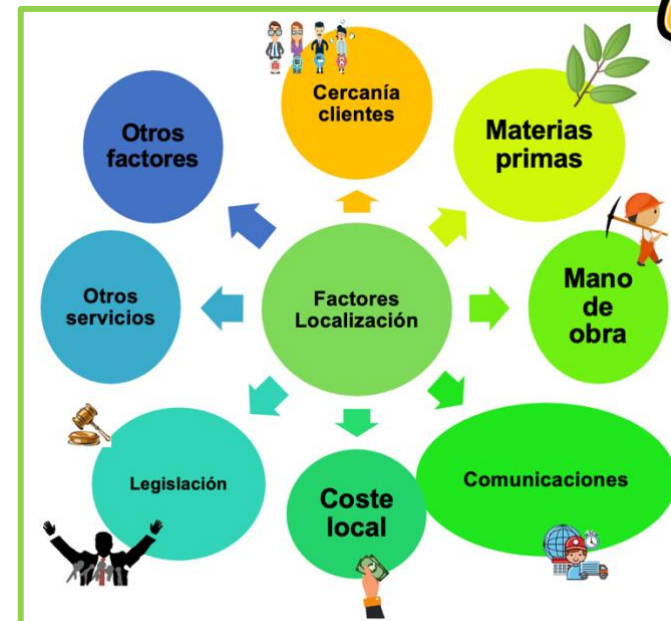 Cercanía
clientes
Materias
primas
Mano
de
obra
Comunicaciones
Coste
local
Legislación
Otros
servicios
Otros
factores
Factores
Localización